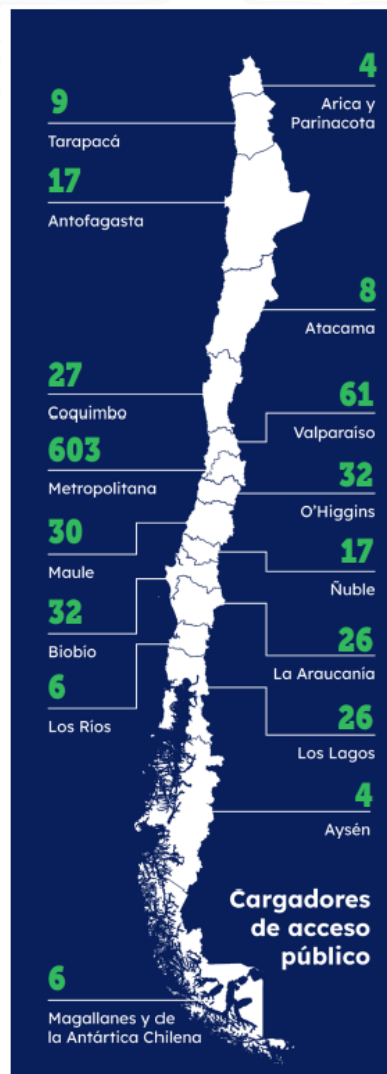 4
Arica y
Parinacota
9
Tarapacá
17
Antofagasta
8
Atacama
27
Coquimbo
61
Valparaíso
603
Metropolitana
32
O'Higgins
30
Maule
17
Ñuble
32
Biobío
26
La Araucanía
6
Los Ríos
26
Los Lagos
4
Aysén
Cargadores
de acceso
público
6
Magallanes y de
la Antártica Chilena